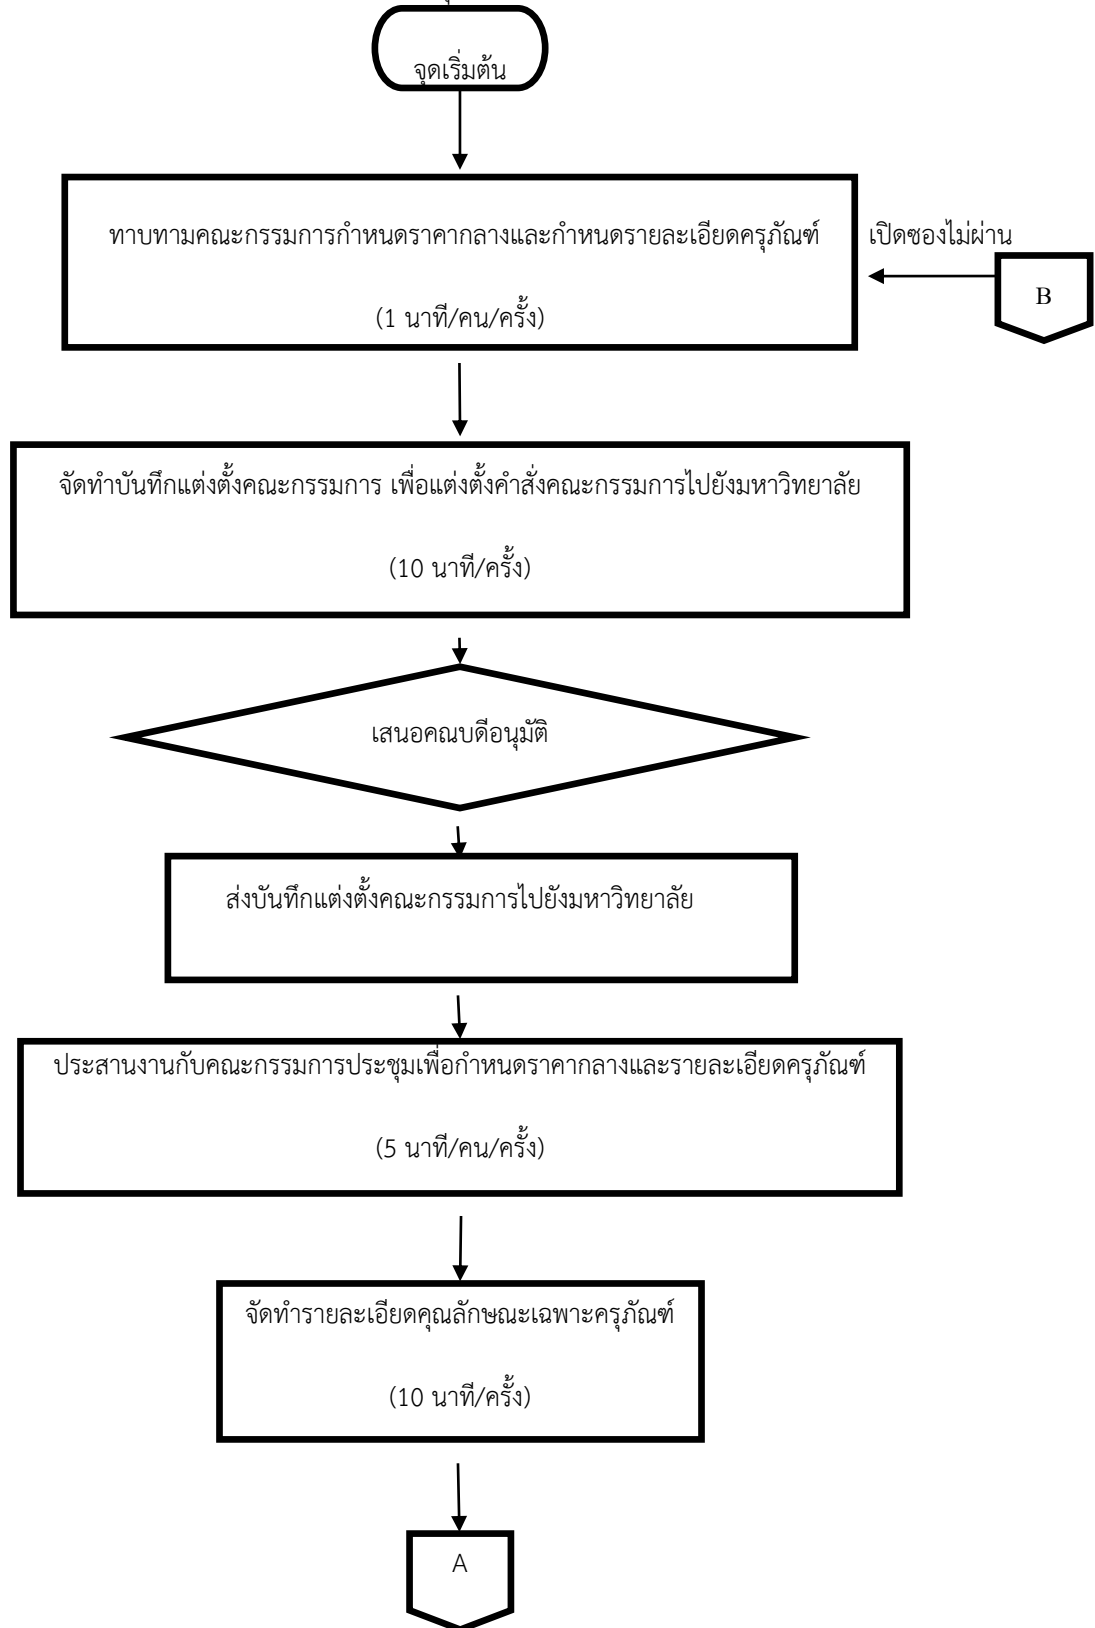 จุดเริ่มต้น
ทาบทามคณะกรรมการกำหนดราคากลางและกำหนดรายละเอียดครุภัณฑ์
(1 นาที/คน/ครั้ง)
เปิดซองไม่ผ่าน
B
จัดทำบันทึกแต่งตั้งคณะกรรมการ เพื่อแต่งตั้งคำสั่งคณะกรรมการไปยังมหาวิทยาลัย
(10 นาที/ครั้ง)
เสนอคณบดีอนุมัติ
ส่งบันทึกแต่งตั้งคณะกรรมการไปยังมหาวิทยาลัย
ประสานงานกับคณะกรรมการประชุมเพื่อกำหนดราคากลางและรายละเอียดครุภัณฑ์
(5 นาที/คน/ครั้ง)
จัดทำรายละเอียดคุณลักษณะเฉพาะครุภัณฑ์
(10 นาที/ครั้ง)
A